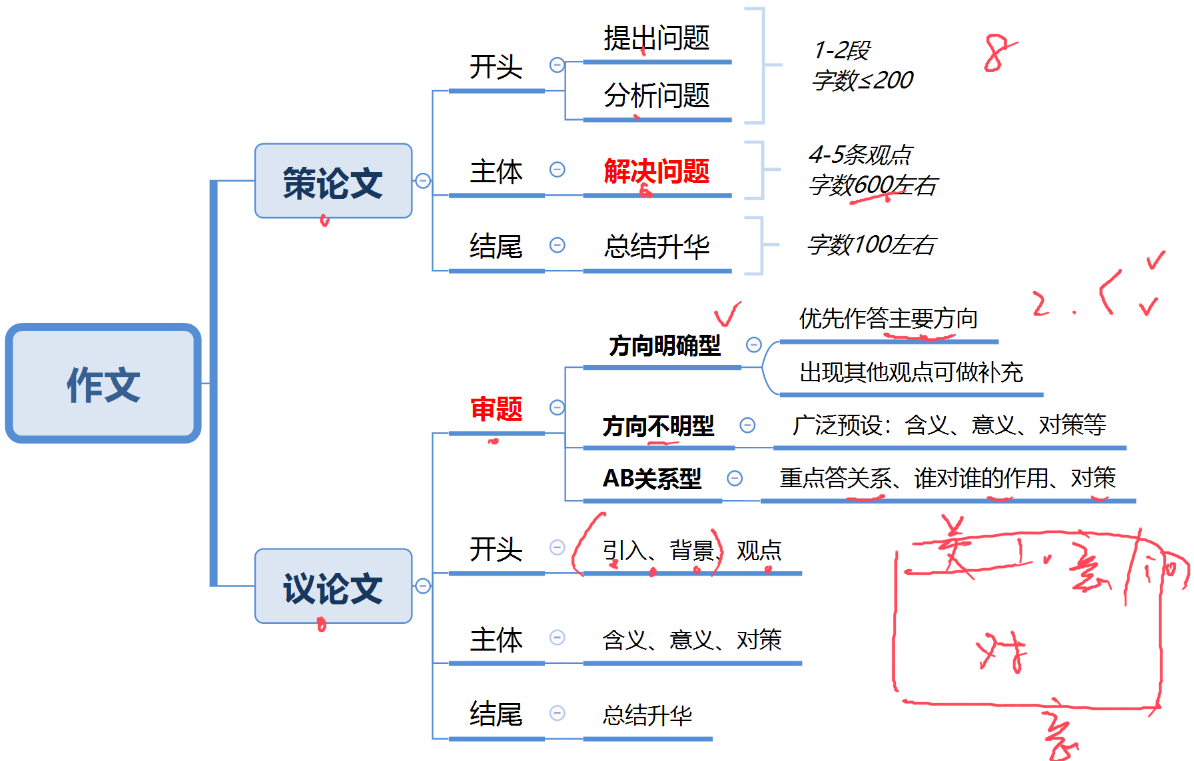 作文
策论文
开头
提出问题
分析问题
1-2段
字数≤200
8
主体
解决问题
4-5条观点
字数600左右
结尾
总结升华
字数100左右
议论文
审题
方向明确型
优先作答主要方向
出现其他观点可做补充
2.
方向不明型
广泛预设：含义、意义、对策等
AB关系型
重点答关系、谁对谁的作用、对策
开头
引入、背景、观点
主体
含义、意义、对策
结尾
总结升华
对